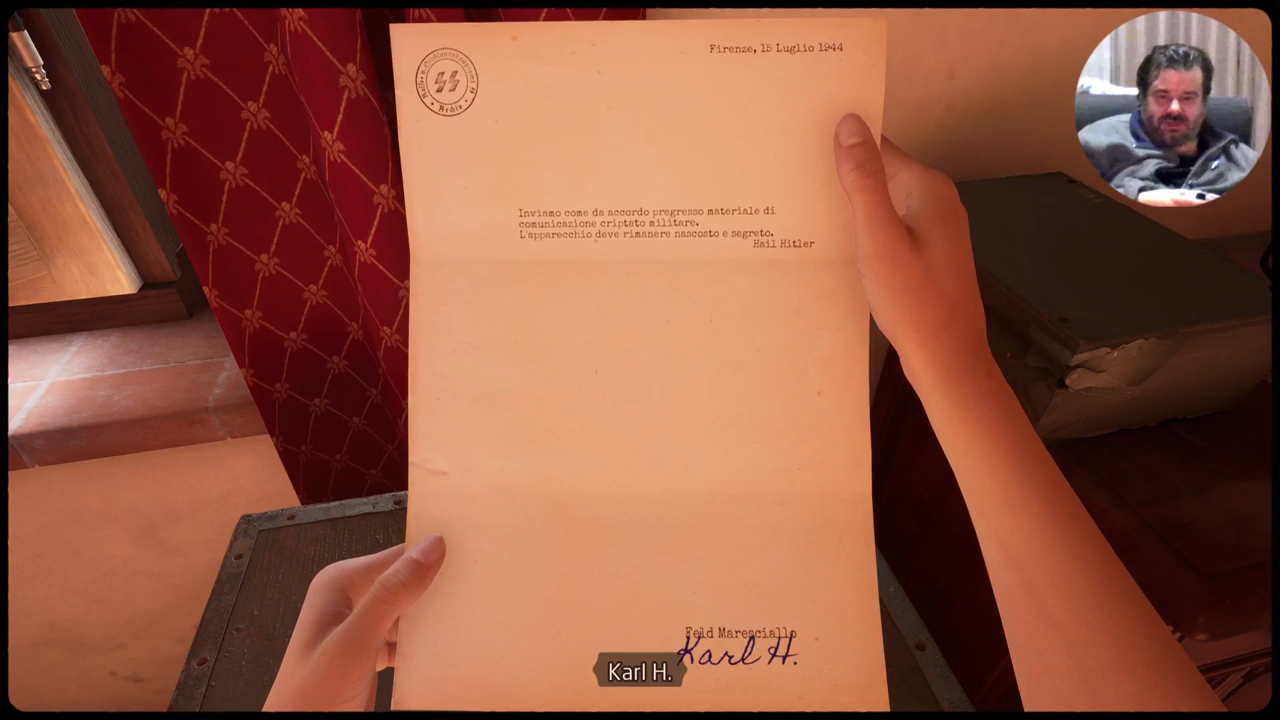 Firenze, 15 Luglio 1944
Inviamo come da accordo pregresso materiale di
comunicazione criptato militare.
L'apparecchio deve rimanere nascosto e segreto.
Hail Hitler
Feld Maresciallo
Karl H.
Karl H.